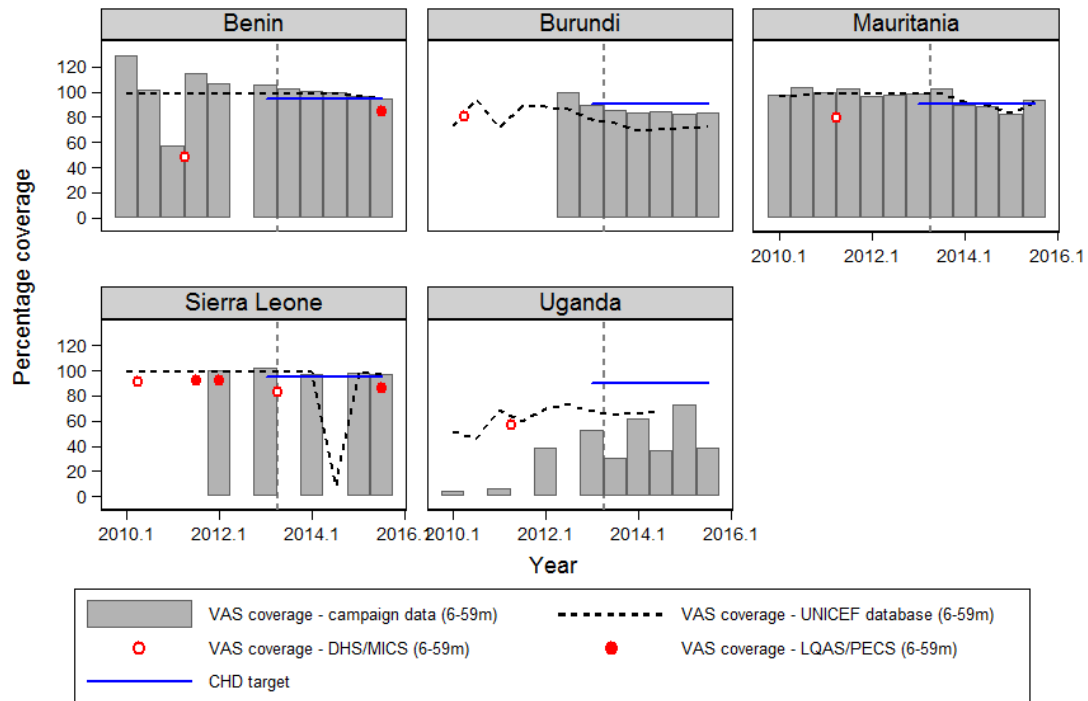 Benin
Burundi
Mauritania
120
100
80
60
40
20
0
2010.1 2012.1 2014.1 2016.1
Percentage coverage
Sierra Leone
Uganda
120
100
80
60
40
20
0
2010.1 2012.1 2014.1 2016.1
2010.1 2012.1 2014.1 2016.1
Year
VAS coverage - campaign data (6-59m)
VAS coverage - UNICEF database (6-59m)
VAS coverage - DHS/MICS (6-59m)
VAS coverage - LQAS/PECS (6-59m)
CHD target